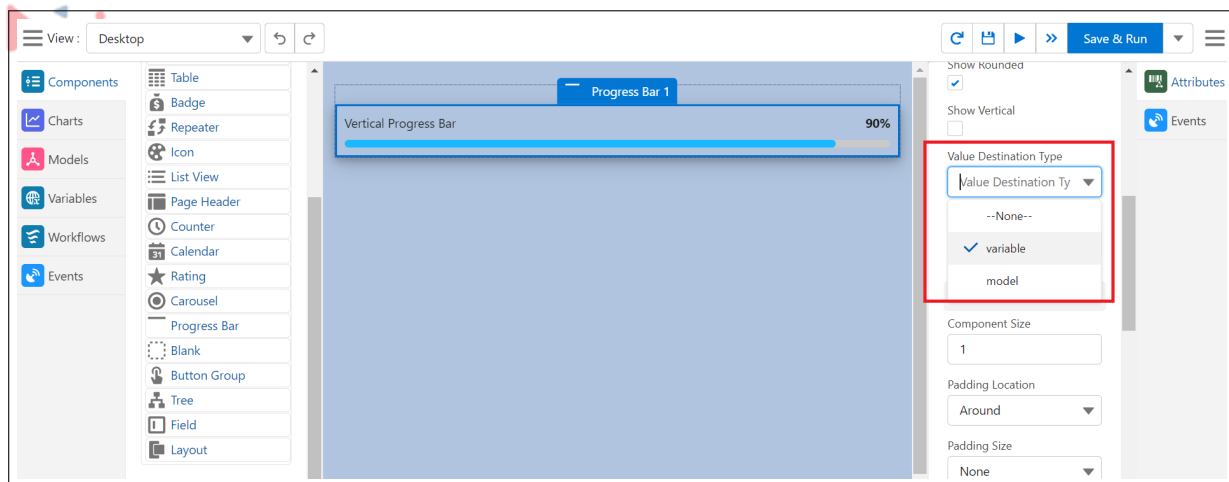 View :
Desktop
Save & Run
Components
Charts
Models
Variables
Workflows
Events
Table
Badge
Repeater
Icon
List View
Page Header
Counter
31 Calendar
Rating
Carousel
Progress Bar
Blank
Button Group
Tree
Field
Layout
Progress Bar 1
Vertical Progress Bar 90%
Show Rounded
Show Vertical
Value Destination Type
Value Destination Ty
--None--
variable
model
Component Size
1
Padding Location
Around
Padding Size
None
Attributes
Events